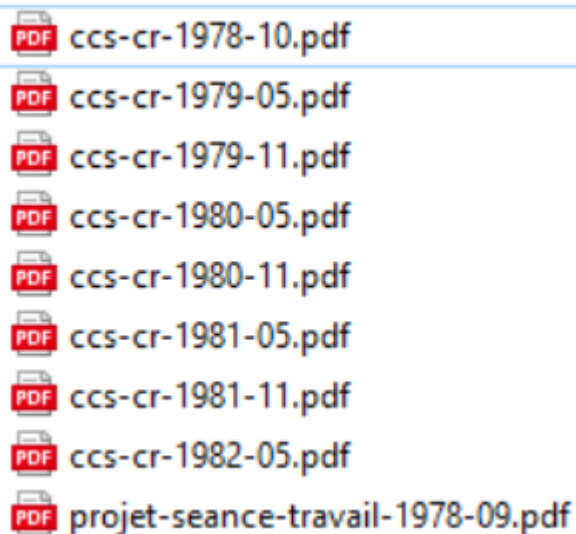 PDF ccs-cr-1978-10.pdf
PDF ccs-cr-1979-05.pdf
PDF ccs-cr-1979-11.pdf
PDF ccs-cr-1980-05.pdf
PDF ccs-cr-1980-11.pdf
PDF ccs-cr-1981-05.pdf
PDF ccs-cr-1981-11.pdf
PDF ccs-cr-1982-05.pdf
PDF projet-seance-travail-1978-09.pdf